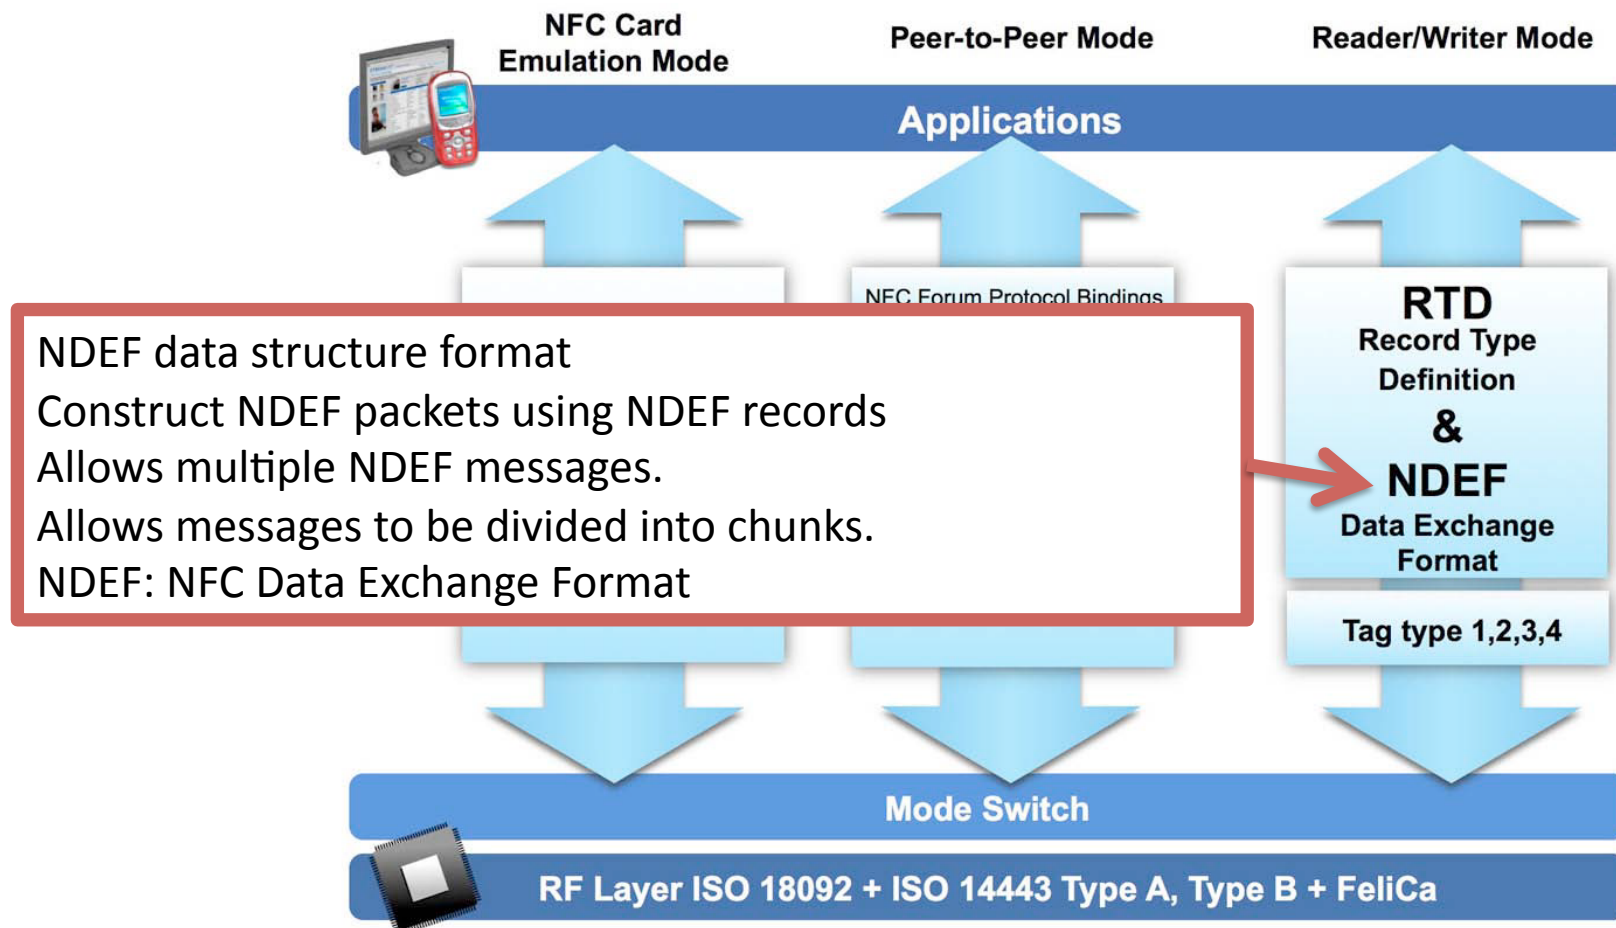 NFC Card
Emulation Mode
Peer-to-Peer Mode
Reader/Writer Mode
Applications
NFC Forum Protocol Bindings
NDEF data structure format
Construct NDEF packets using NDEF records
Allows multiple NDEF messages.
Allows messages to be divided into chunks.
NDEF: NFC Data Exchange Format
RTD
Record Type
Definition
&
NDEF
Data Exchange
Format
Tag type 1,2,3,4
Mode Switch
RF Layer ISO 18092 + ISO 14443 Type A, Type B + FeliCa